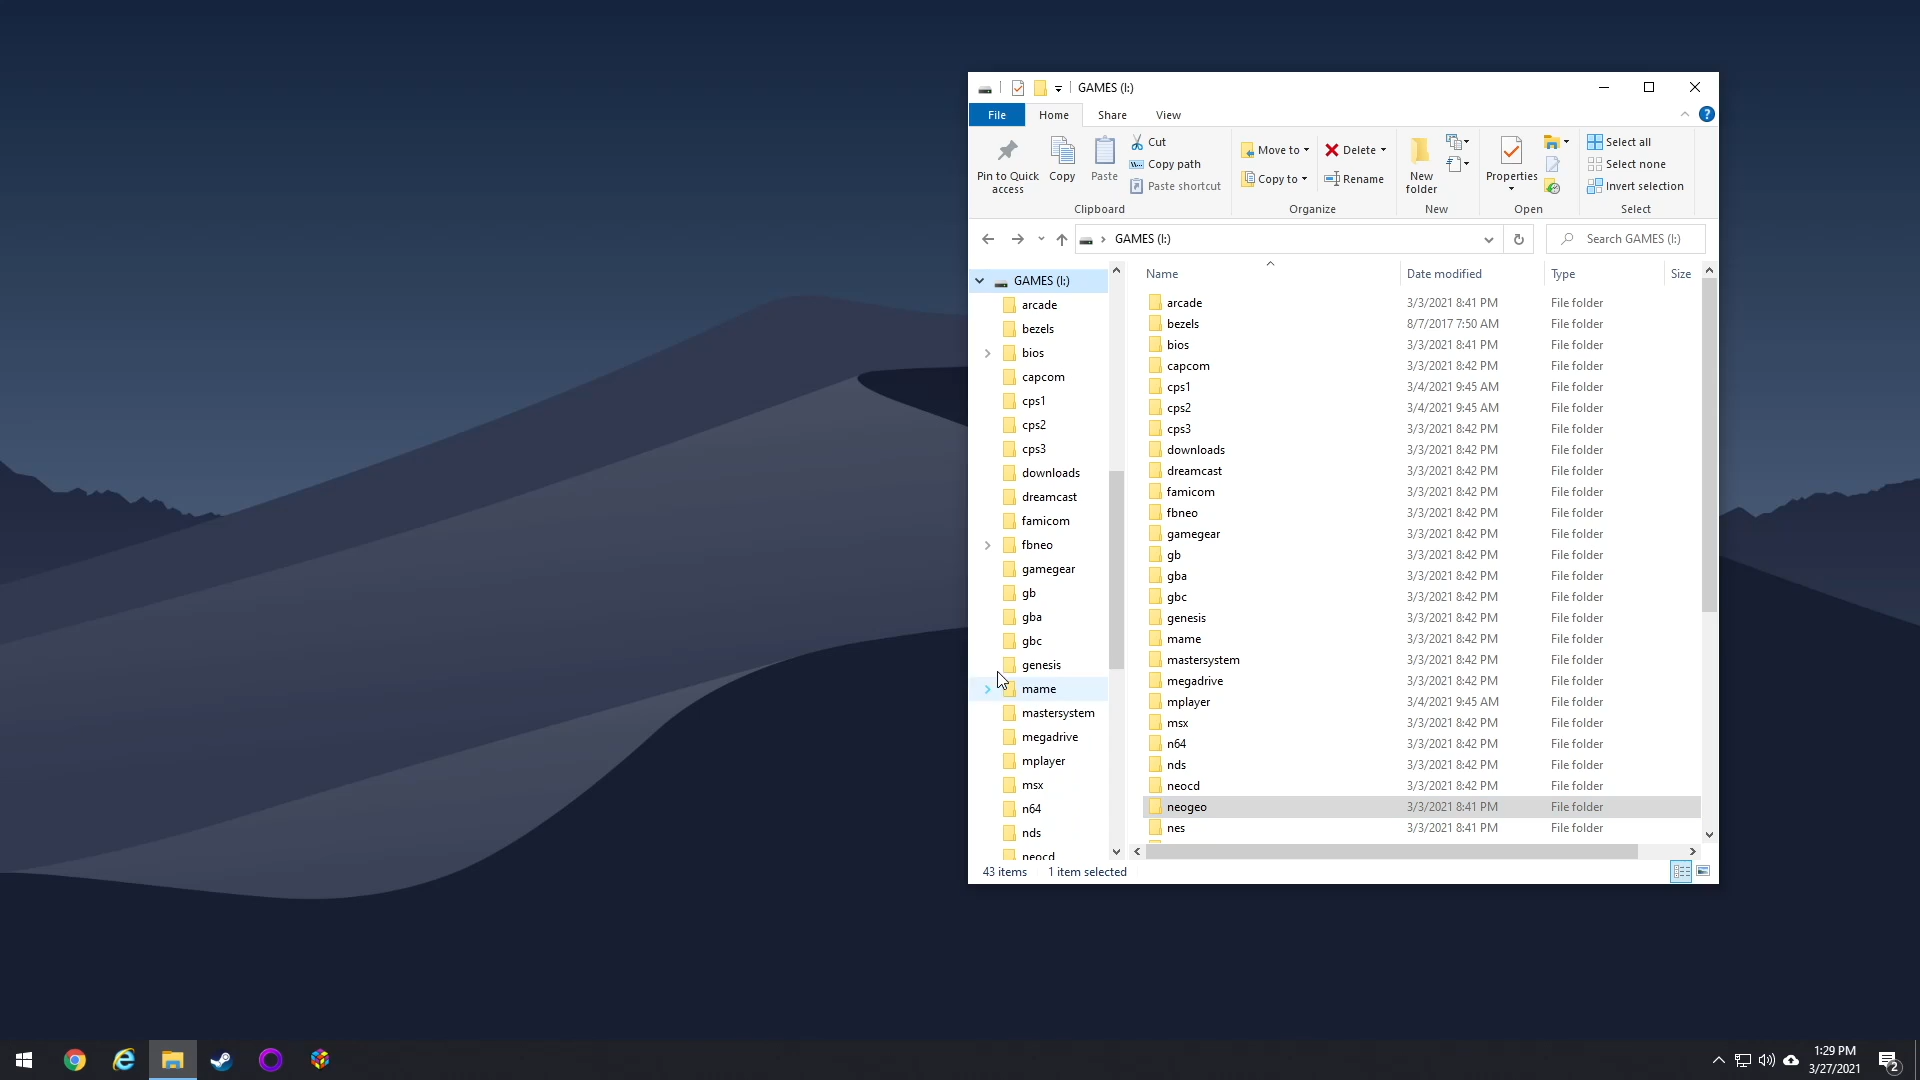 GAMES (I:)
File Home Share View
Cut
Copy path
Paste shortcut
Pin to Quick access
Copy
Paste
Move to
Copy to
Delete
Rename
New folder
Properties
Select all
Select none
Invert selection
Clipboard Organize New Open Select
GAMES (I:)
Search GAMES (I:)
GAMES (I:)
arcade
bezels
bios
capcom
cps1
cps2
cps3
downloads
dreamcast
famicom
fbneo
gamegear
gb
gba
gbc
genesis
mame
mastersystem
megadrive
mplayer
msx
n64
nds
neocd
Name Date modified Type Size
arcade 3/3/2021 8:41 PM File folder
bezels 8/7/2017 7:50 AM File folder
bios 3/3/2021 8:41 PM File folder
capcom 3/3/2021 8:42 PM File folder
cps1 3/4/2021 9:45 AM File folder
cps2 3/4/2021 9:45 AM File folder
cps3 3/3/2021 8:42 PM File folder
downloads 3/3/2021 8:42 PM File folder
dreamcast 3/3/2021 8:42 PM File folder
famicom 3/3/2021 8:42 PM File folder
fbneo 3/3/2021 8:42 PM File folder
gamegear 3/3/2021 8:42 PM File folder
gb 3/3/2021 8:42 PM File folder
gba 3/3/2021 8:42 PM File folder
gbc 3/3/2021 8:42 PM File folder
genesis 3/3/2021 8:42 PM File folder
mame 3/3/2021 8:42 PM File folder
mastersystem 3/3/2021 8:42 PM File folder
megadrive 3/3/2021 8:42 PM File folder
mplayer 3/4/2021 9:45 AM File folder
msx 3/3/2021 8:42 PM File folder
n64 3/3/2021 8:42 PM File folder
nds 3/3/2021 8:42 PM File folder
neocd 3/3/2021 8:42 PM File folder
neogeo 3/3/2021 8:41 PM File folder
nes 3/3/2021 8:41 PM File folder
43 items 1 item selected
1:29 PM
3/27/2021
2